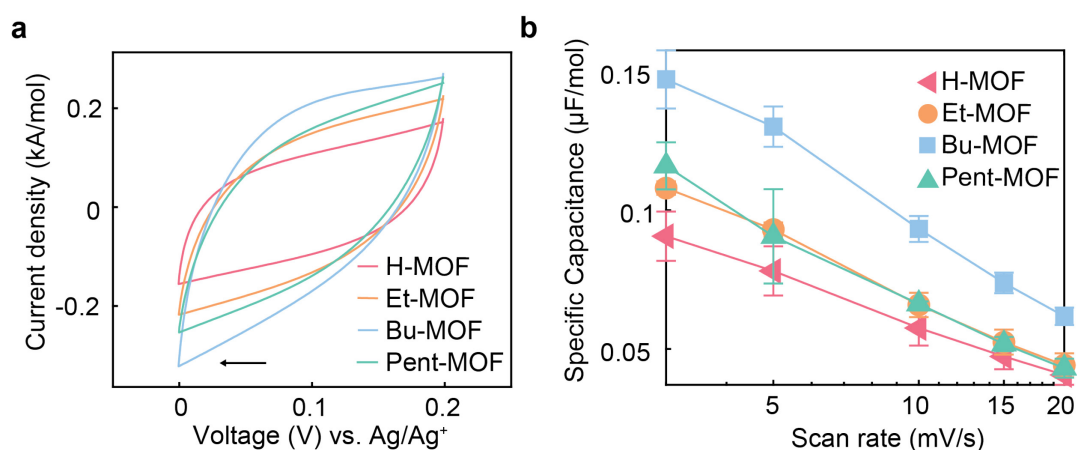 a
Current density (kA/mol)
0.2
0
-0.2
H-MOF
Et-MOF
Bu-MOF
Pent-MOF
0 0.1 0.2
Voltage (V) vs. Ag/Ag⁺
b
Specific Capacitance (µF/mol)
0.15
0.1
0.05
H-MOF
Et-MOF
Bu-MOF
Pent-MOF
5 10 15 20
Scan rate (mV/s)